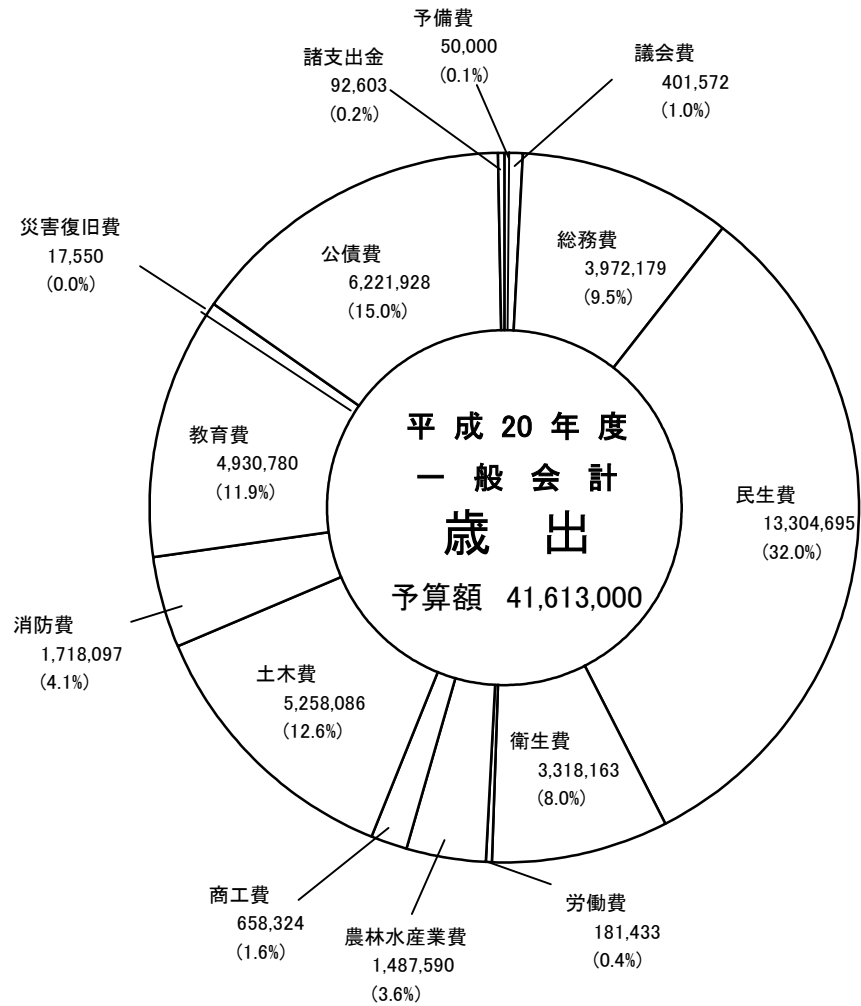 予備費
50,000
(0.1%)
諸支出金
92,603
(0.2%)
議会費
401,572
(1.0%)
災害復旧費
17,550
(0.0%)
公債費
6,221,928
(15.0%)
総務費
3,972,179
(9.5%)
教育費
4,930,780
(11.9%)
平成20年度
一般会計
歳出
予算額 41,613,000
民生費
13,304,695
(32.0%)
消防費
1,718,097
(4.1%)
土木費
5,258,086
(12.6%)
衛生費
3,318,163
(8.0%)
商工費
658,324
(1.6%)
農林水産業費
1,487,590
(3.6%)
労働費
181,433
(0.4%)